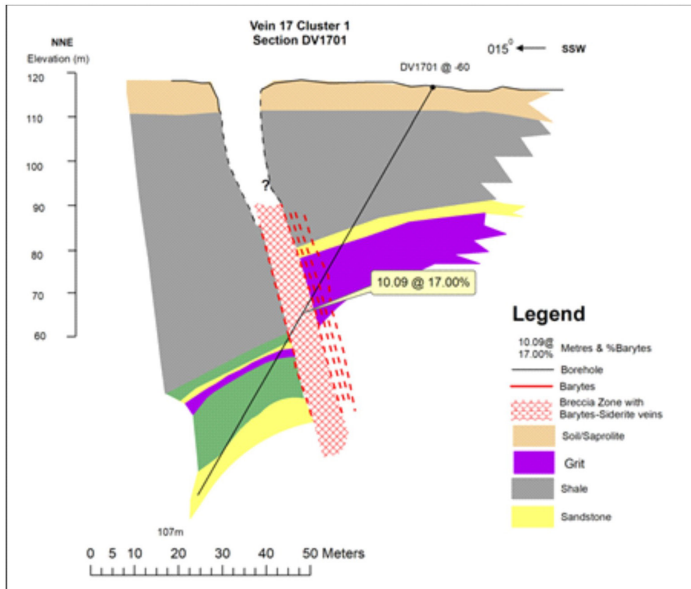 Vein 17 Cluster 1
Section DV1701
NNE
Elevation (m)
015⁰
SSW
DV1701 @ -60
120
110
100
90
80
70
60
?
10.09 @ 17.00%
107m
0 5 10 20 30 40 50 Meters
Legend
10.09@
17.00%
Metres & %Barytes
Borehole
Barytes
Breccia Zone with
Barytes-Siderite veins
Soil/Saprolite
Grit
Shale
Sandstone